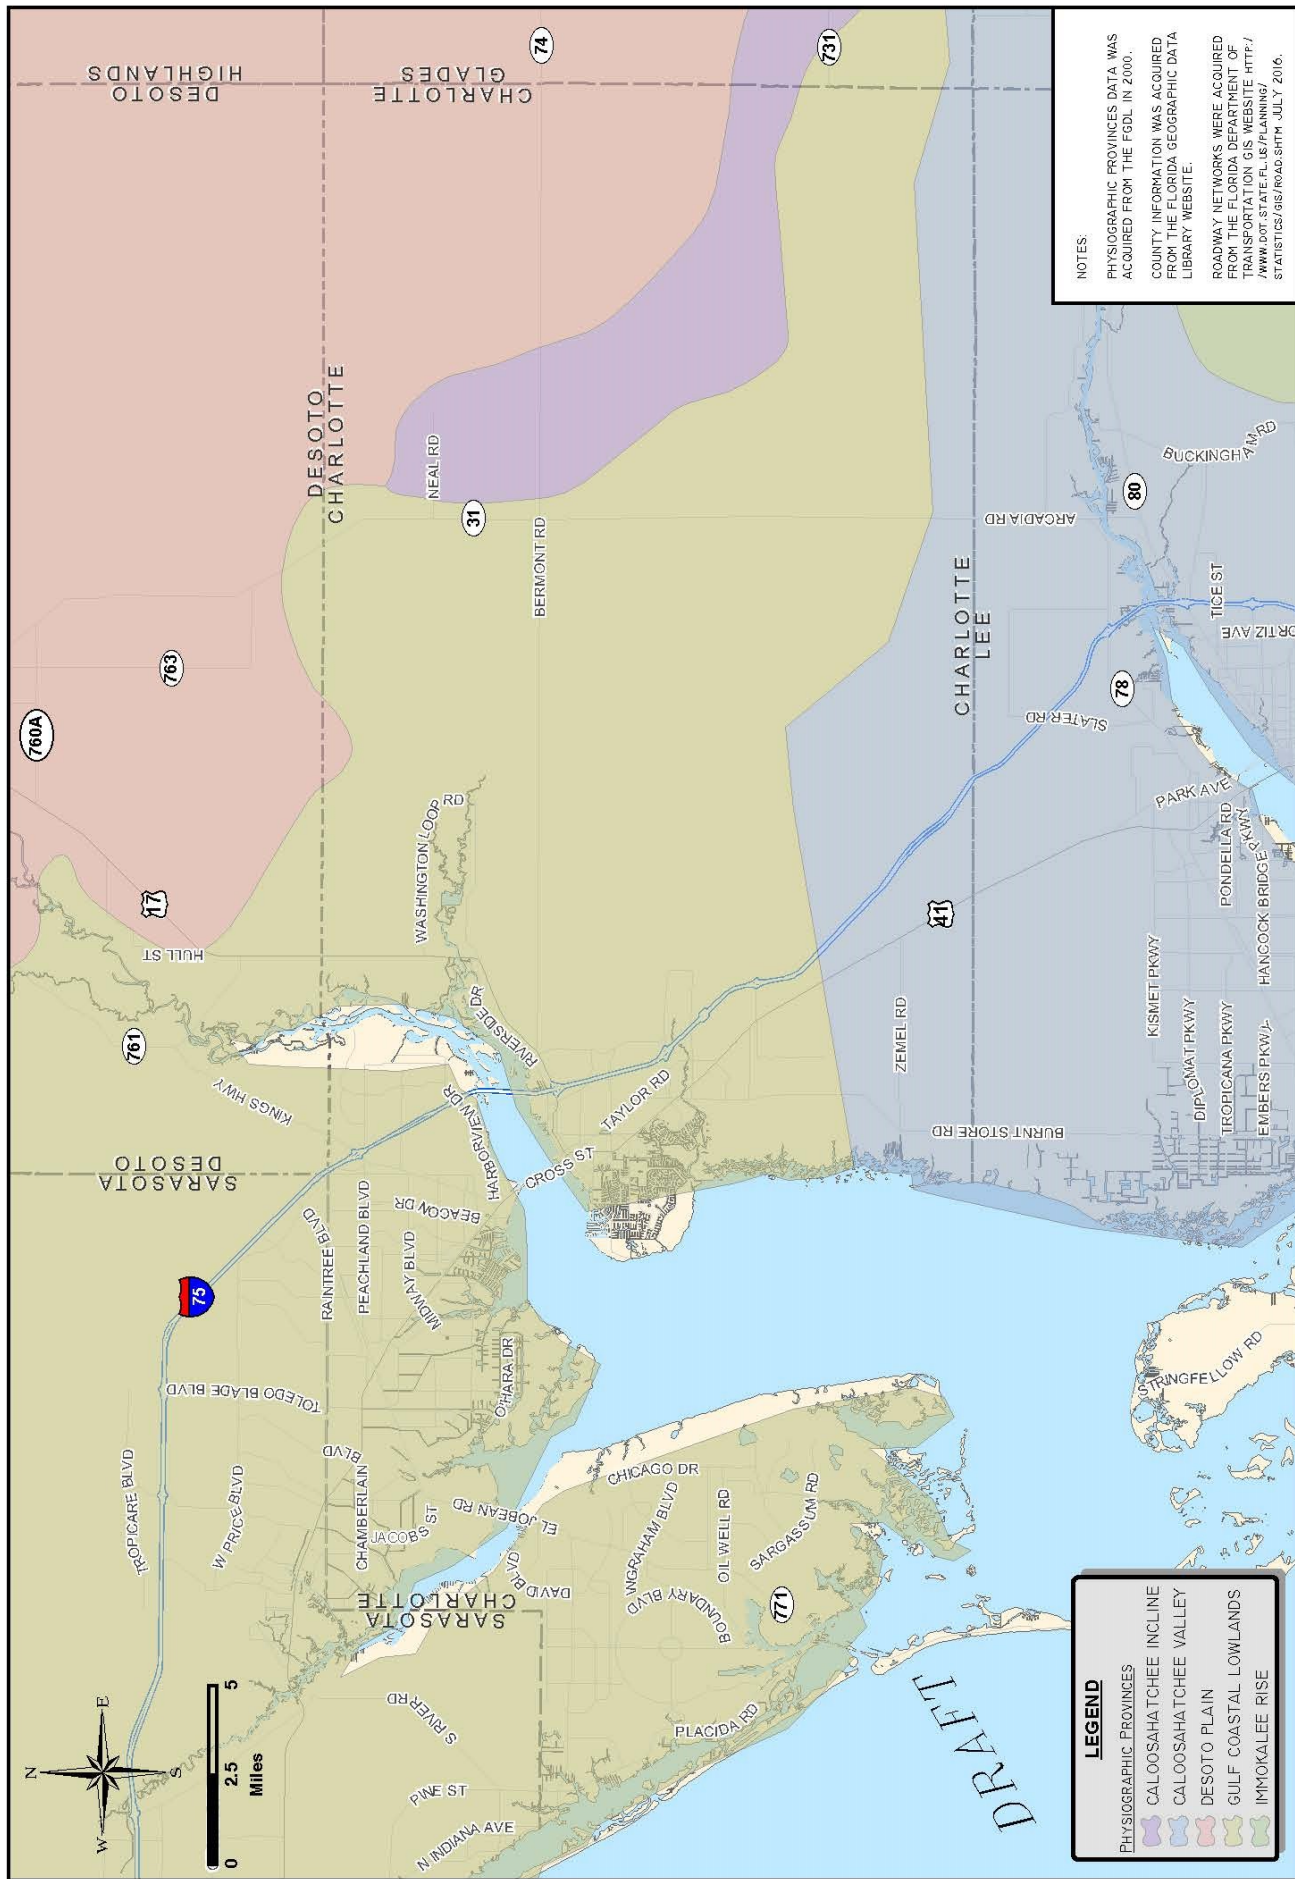 DESOTO
HIGHLANDS
CHARLOTTE
GLADES
74
731
760A
763
DESOTO
CHARLOTTE
NEAL RD
31
BERMONT RD
17
HULL ST
WASHINGTON LOOP RD
761
KINGS HWY
RIVERSIDE DR
HARBORVIEW DR
TAYLOR RD
CROSS ST
SARASOTA
DESOTO
75
RAINTREE BLVD
PEACHLAND BLVD
BEACON DR
MIDWAY BLVD
O'HARA DR
TOLEDO BLADE BLVD
TROPICARE BLVD
W PRICE BLVD
CHAMBERLAIN BLVD
JACOBS ST
EL JOBEAN RD
SARASOTA
CHARLOTTE
DAVID BLVD
CHICAGO DR
INGRAHAM BLVD
BOUNDARY BLVD
OIL WELL RD
SARGASSUM RD
771
S RIVER RD
PINE ST
N INDIANA AVE
PLACIDA RD
CHARLOTTE
LEE
ARCADIA RD
80
BUCKINGHAM RD
TICE ST
ORTIZ AVE
78
SLATER RD
PARK AVE
PONDELLA RD
HANCOCK BRIDGE PKWY
41
ZEMEL RD
BURNT STORE RD
KISMET PKWY
DIPLOMAT PKWY
TROPICANA PKWY
EMBERS PKWY
STRINGFELLOW RD
N
E
S
W
0 2.5 5
Miles
DRAFT
LEGEND
PHYSIOGRAPHIC PROVINCES
CALOOSAHATCHEE INCLINE
CALOOSAHATCHEE VALLEY
DESOTO PLAIN
GULF COASTAL LOWLANDS
IMMOKALEE RISE
NOTES:
PHYSIOGRAPHIC PROVINCES DATA WAS
ACQUIRED FROM THE FGDL IN 2000.
COUNTY INFORMATION WAS ACQUIRED
FROM THE FLORIDA GEOGRAPHIC DATA
LIBRARY WEBSITE.
ROADWAY NETWORKS WERE ACQUIRED
FROM THE FLORIDA DEPARTMENT OF
TRANSPORTATION GIS WEBSITE HTTP:/
/WWW.DOT.STATE.FL.US/PLANNING/
STATISTICS/GIS/ROAD.SHTM JULY 2016.